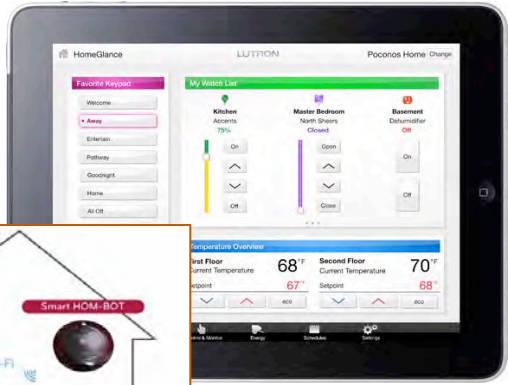 HomeGlance
LUTRON
Poconos Home Change
Favorite Keypad
Welcome
Away
Entertain
Pathway
Goodnight
Home
All Off
My Watch List
Kitchen
Accents
75%
On
Off
Master Bedroom
North Sheers
Closed
Open
Close
Basement
Dehumidifier
Off
On
Off
Temperature Overview
First Floor
Current Temperature
68°F
Setpoint
67°
eco
Second Floor
Current Temperature
70°F
Setpoint
68°
eco
& Monitor
Energy
Schedules
Settings
Smart HOM-BOT
-Fi